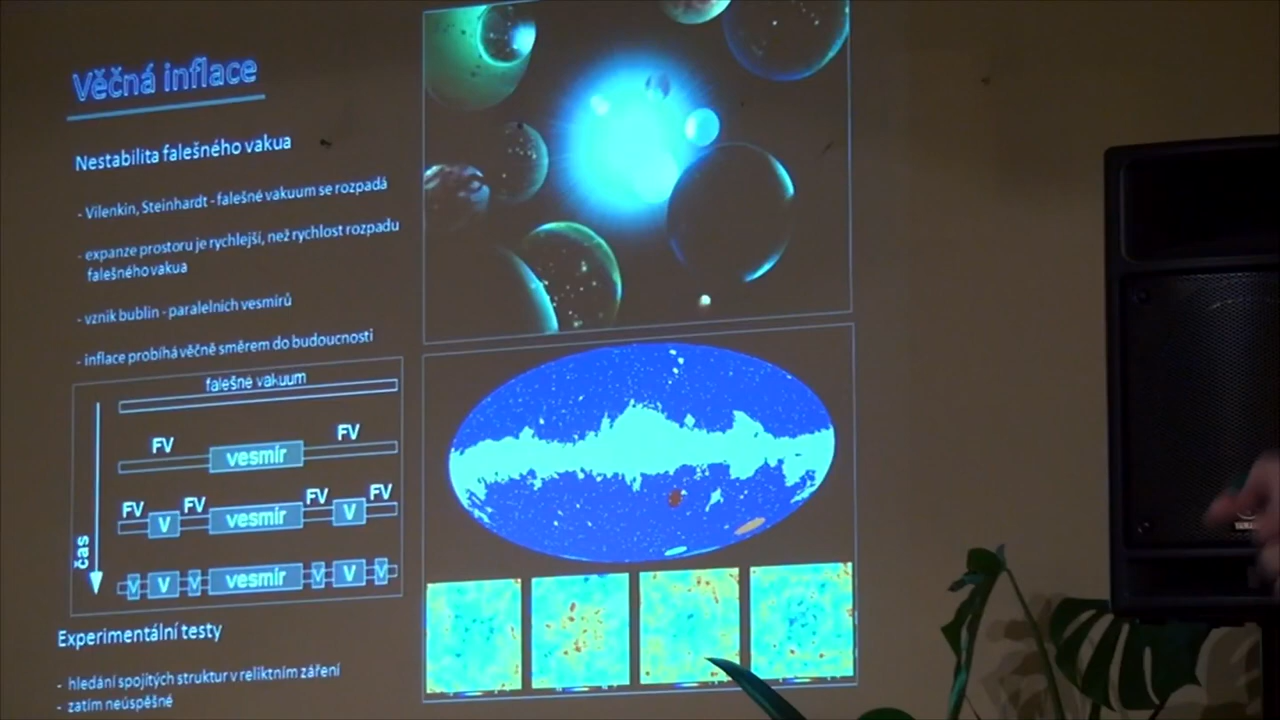 Věčná inflace
Nestabilita falešného vakua
- Vilenkin, Steinhardt - falešné vakuum se rozpadá
- expanze prostoru je rychlejší, než rychlost rozpadu
falešného vakua
- vznik bublin - paralelních vesmírů
- inflace probíhá věčně směrem do budoucnosti
falešné vakuum
FV FV
vesmír
FV FV FV FV
V vesmír V
čas
V V V vesmír V V V
Experimentální testy
- hledání spojitých struktur v reliktním záření
- zatím neúspěšné